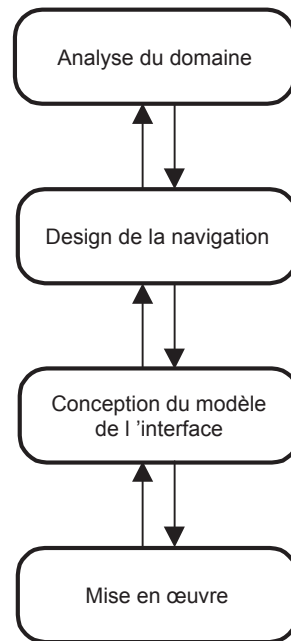 Analyse du domaine
Design de la navigation
Conception du modèle
de l ’interface
Mise en œuvre